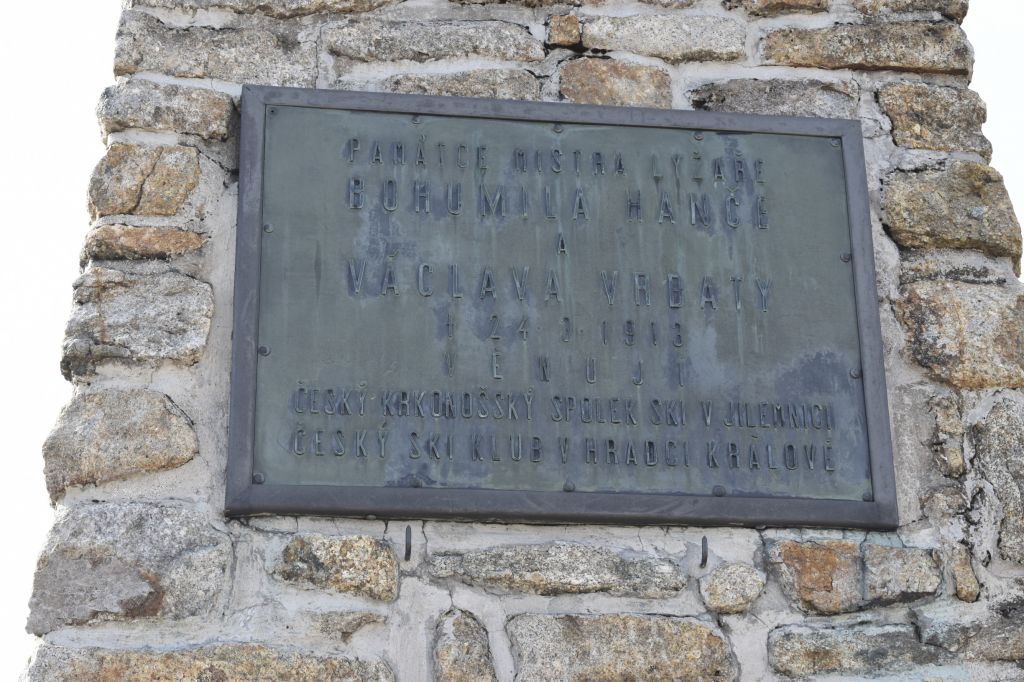 PAMÁTCE MISTRA LYŽAŘE
BOHUMILA HANČE
A
VÁCLAVA VRBATY
† 24·3·1913
VĚNUJÍ
ČESKÝ KRKONOŠSKÝ SPOLEK SKI V JILEMNICI
ČESKÝ SKI KLUB V HRADCI KRÁLOVÉ